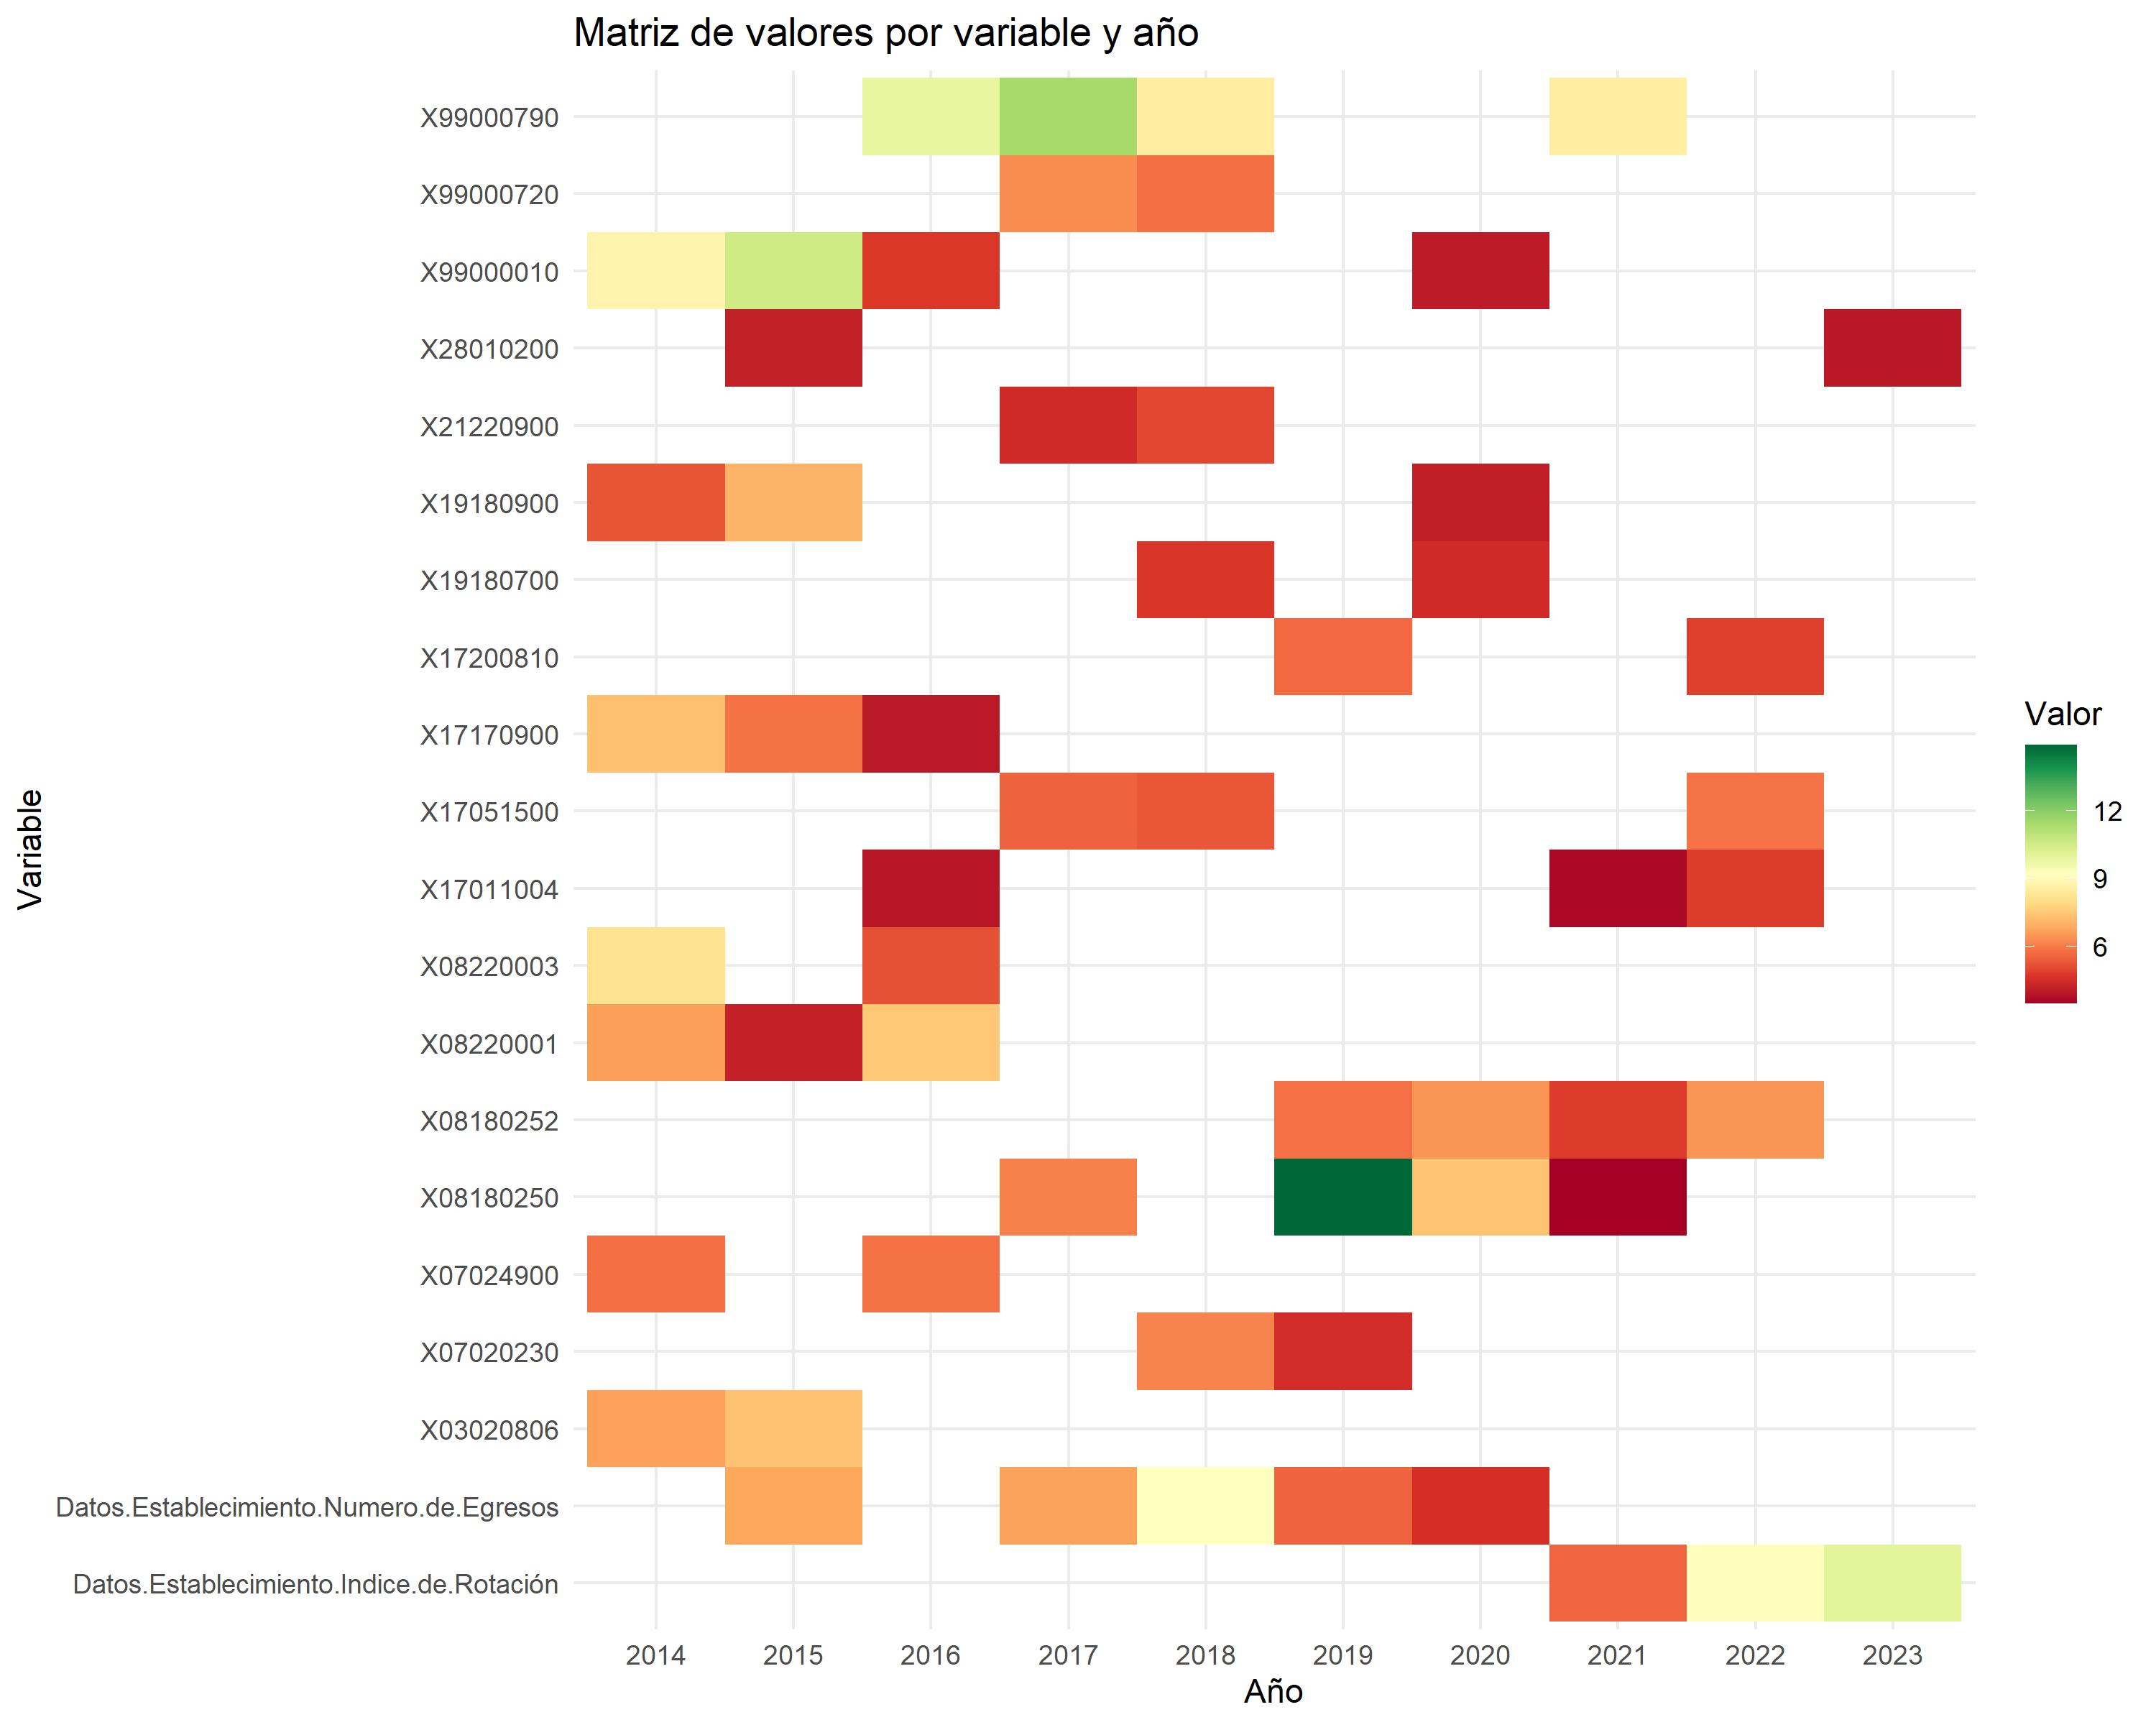 Matriz de valores por variable y año
X99000790
X99000720
X99000010
X28010200
X21220900
X19180900
X19180700
X17200810
X17170900
X17051500
X17011004
X08220003
X08220001
X08180252
X08180250
X07024900
X07020230
X03020806
Datos.Establecimiento.Numero.de.Egresos
Datos.Establecimiento.Indice.de.Rotación
Variable
2014 2015 2016 2017 2018 2019 2020 2021 2022 2023
Año
Valor
12
9
6